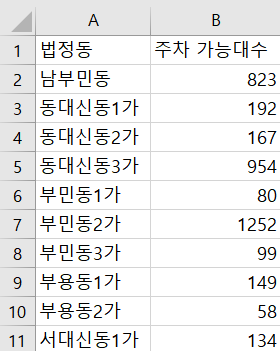 A B
1 법정동 주차 가능대수
2 남부민동 823
3 동대신동1가 192
4 동대신동2가 167
5 동대신동3가 954
6 부민동1가 80
7 부민동2가 1252
8 부민동3가 99
9 부용동1가 149
10 부용동2가 58
11 서대신동1가 134